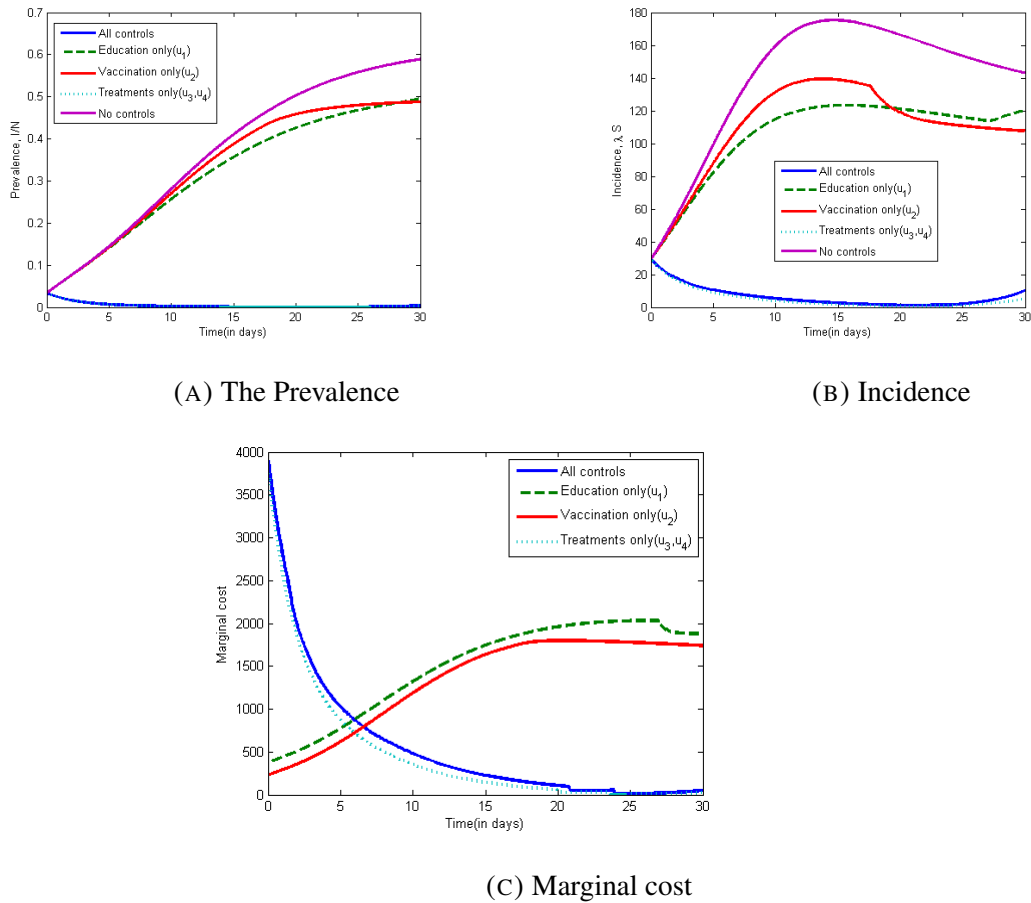 0.7
0.6
0.5
0.4
0.3
0.2
0.1
0
Prevalence, I/N
All controls
Education only(u₁)
Vaccination only(u₂)
Treatments only(u₃,u₄)
No controls
0 5 10 15 20 25 30
Time(in days)
(A) The Prevalence
180
160
140
120
100
80
60
40
20
0
Incidence, λ S
All controls
Education only(u₁)
Vaccination only(u₂)
Treatments only(u₃,u₄)
No controls
0 5 10 15 20 25 30
Time(in days)
(B) Incidence
4000
3500
3000
2500
2000
1500
1000
500
0
Marginal cost
All controls
Education only(u₁)
Vaccination only(u₂)
Treatments only(u₃,u₄)
0 5 10 15 20 25 30
Time(in days)
(C) Marginal cost